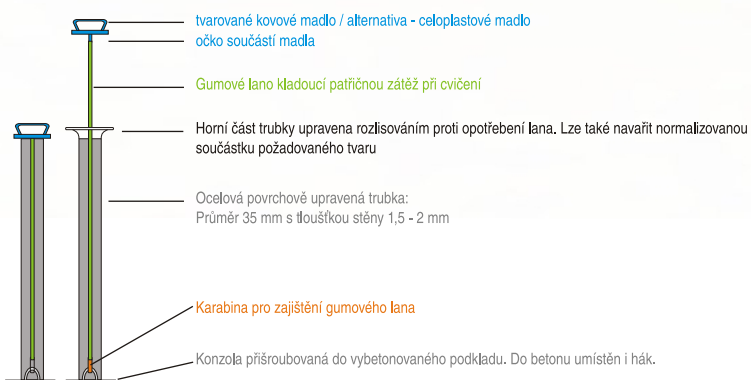 tvarované kovové madlo / alternativa - celoplastové madlo
očko součástí madla
Gumové lano kladoucí patřičnou zátěž při cvičení
Horní část trubky upravena rozlisováním proti opotřebení lana. Lze také navařit normalizovanou
součástku požadovaného tvaru
Ocelová povrchově upravená trubka:
Průměr 35 mm s tloušťkou stěny 1,5 - 2 mm
Karabina pro zajištění gumového lana
Konzola přišroubovaná do vybetonovaného podkladu. Do betonu umístěn i hák.